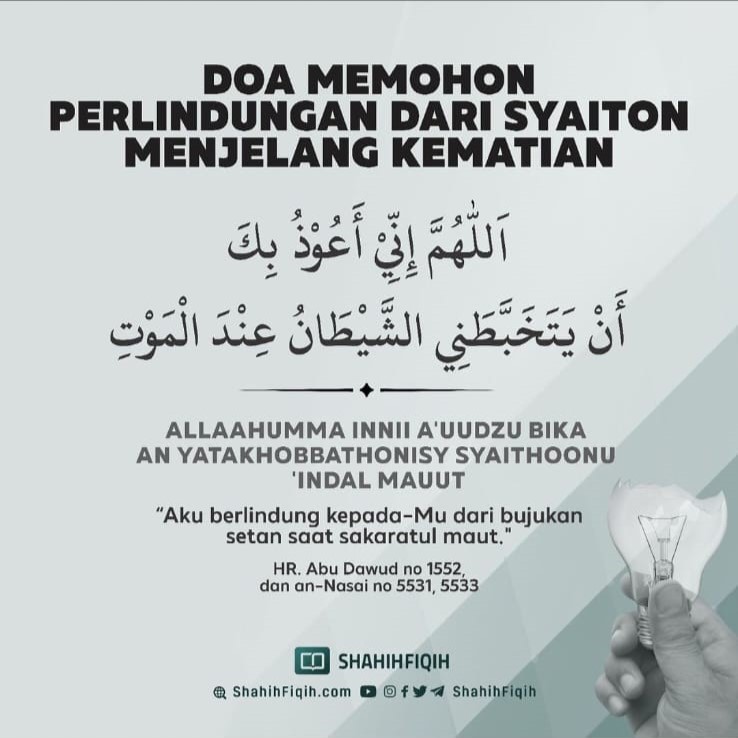 DOA MEMOHON
PERLINDUNGAN DARI SYAITON
MENJELANG KEMATIAN
اَللّٰهُمَّ إِنِّيْ أَعُوْذُ بِكَ
أَنْ يَتَخَبَّطَنِي الشَّيْطَانُ عِنْدَ الْمَوْتِ
ALLAAHUMMA INNII A'UUDZU BIKA
AN YATAKHOBBATHONISY SYAITHOONU
'INDAL MAUUT
“Aku berlindung kepada-Mu dari bujukan
setan saat sakaratul maut."
HR. Abu Dawud no 1552,
dan an-Nasai no 5531, 5533
SHAHIHFIQIH
ShahihFiqih.com ShahihFiqih